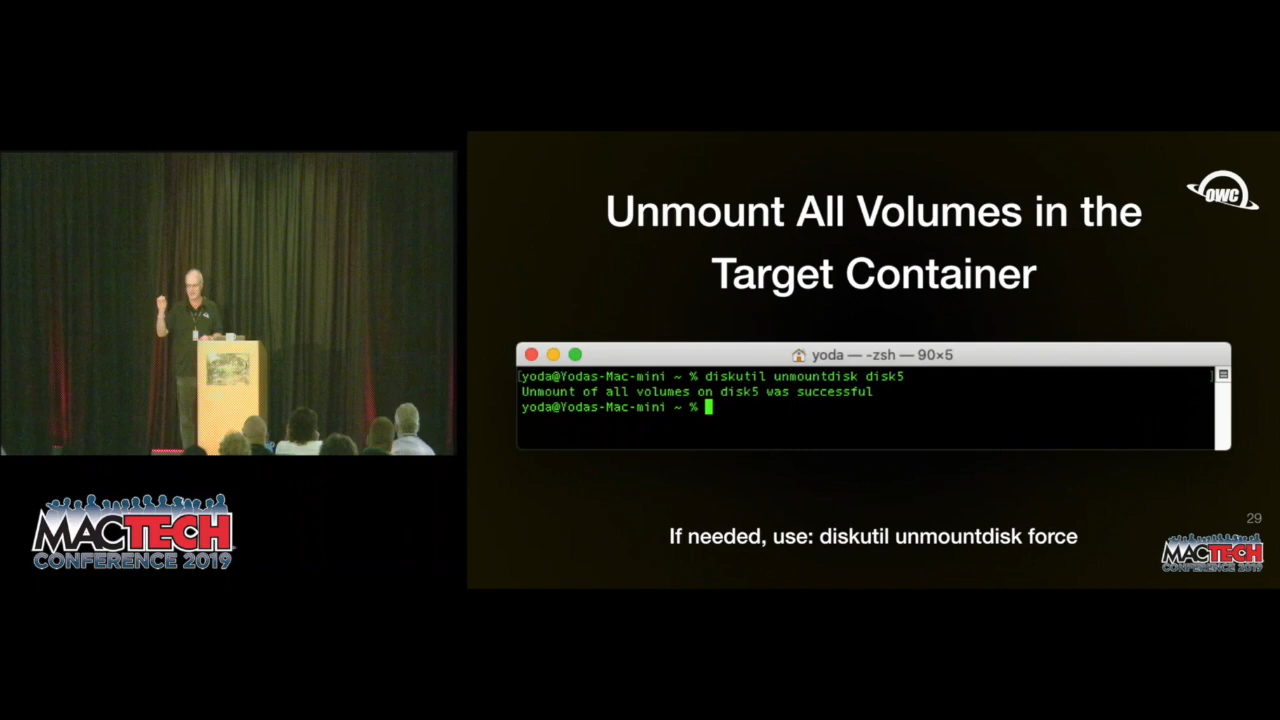 OWC
Unmount All Volumes in the
Target Container
yoda — -zsh — 90×5
[yoda@Yodas-Mac-mini ~ % diskutil unmountdisk disk5 ]
Unmount of all volumes on disk5 was successful
yoda@Yodas-Mac-mini ~ %
If needed, use: diskutil unmountdisk force
29
MACTECH
CONFERENCE 2019
MACTECH
CONFERENCE 2019